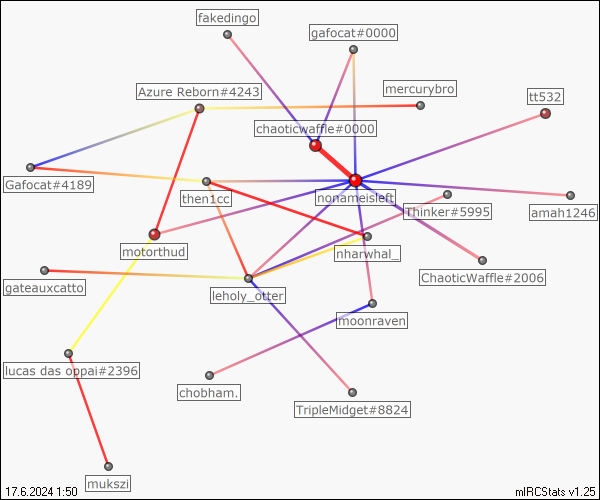 fakedingo
gafocat#0000
Azure Reborn#4243
mercurybro
tt532
chaoticwaffle#0000
Gafocat#4189
then1cc
nonameisleft
Thinker#5995
amah1246
motorthud
nharwhal_
ChaoticWaffle#2006
gateauxcatto
leholy_otter
moonraven
lucas das oppai#2396
chobham.
TripleMidget#8824
mukszi
17.6.2024 1:50
mIRCStats v1.25